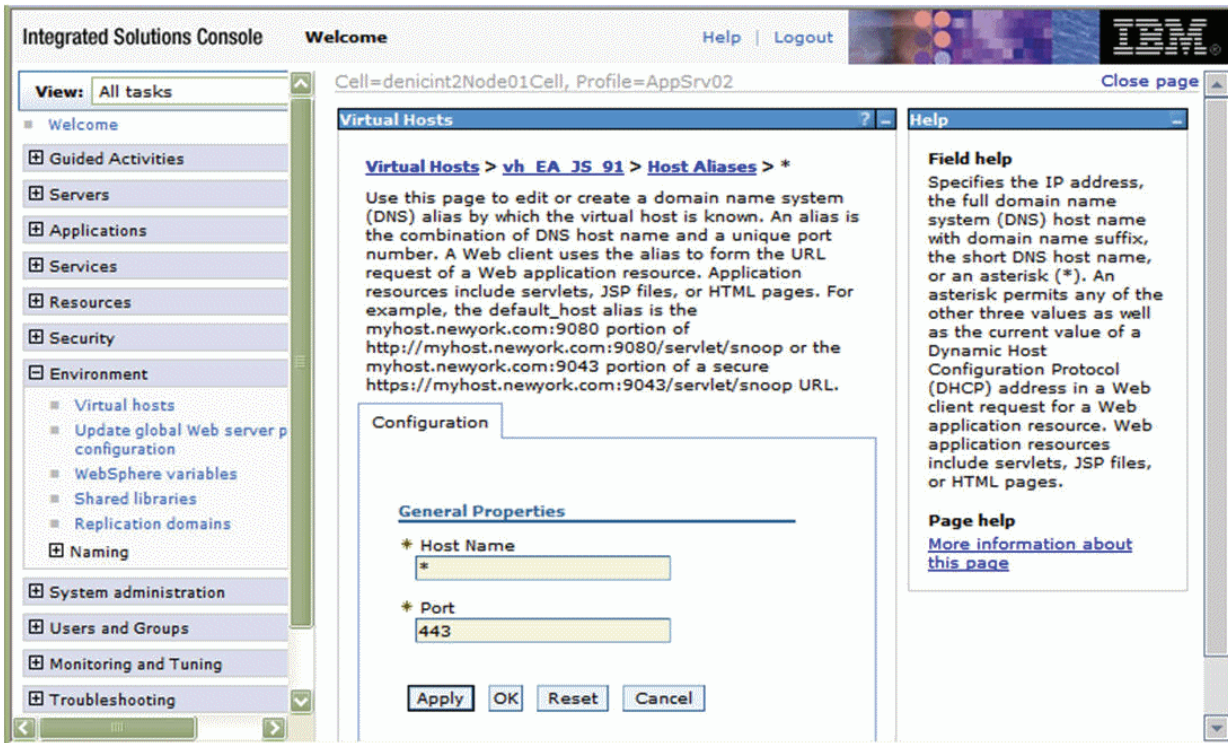 Integrated Solutions Console Welcome Help | Logout IBM®
View: All tasks
Welcome
Guided Activities
Servers
Applications
Services
Resources
Security
Environment
Virtual hosts
Update global Web server p
configuration
WebSphere variables
Shared libraries
Replication domains
Naming
System administration
Users and Groups
Monitoring and Tuning
Troubleshooting
Cell=denicint2Node01Cell, Profile=AppSrv02
Close page
Virtual Hosts ? -
Virtual Hosts > vh_EA_JS_91 > Host Aliases > *
Use this page to edit or create a domain name system
(DNS) alias by which the virtual host is known. An alias is
the combination of DNS host name and a unique port
number. A Web client uses the alias to form the URL
request of a Web application resource. Application
resources include servlets, JSP files, or HTML pages. For
example, the default_host alias is the
myhost.newyork.com:9080 portion of
http://myhost.newyork.com:9080/servlet/snoop or the
myhost.newyork.com:9043 portion of a secure
https://myhost.newyork.com:9043/servlet/snoop URL.
Configuration
General Properties
* Host Name
*
* Port
443
Apply OK Reset Cancel
Help -
Field help
Specifies the IP address,
the full domain name
system (DNS) host name
with domain name suffix,
the short DNS host name,
or an asterisk (*). An
asterisk permits any of the
other three values as well
as the current value of a
Dynamic Host
Configuration Protocol
(DHCP) address in a Web
client request for a Web
application resource. Web
application resources
include servlets, JSP files,
or HTML pages.
Page help
More information about
this page